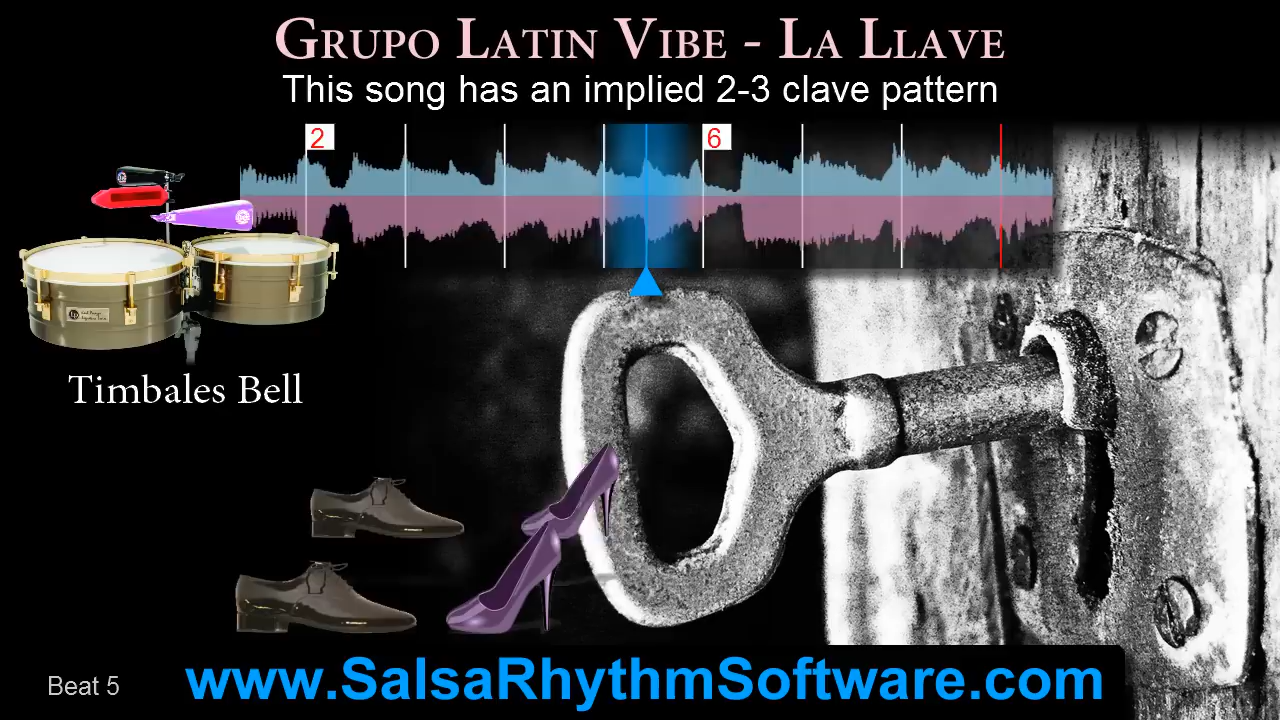 Grupo Latin Vibe - La Llave
This song has an implied 2-3 clave pattern
2
6
Timbales Bell
Beat 5
www.SalsaRhythmSoftware.com